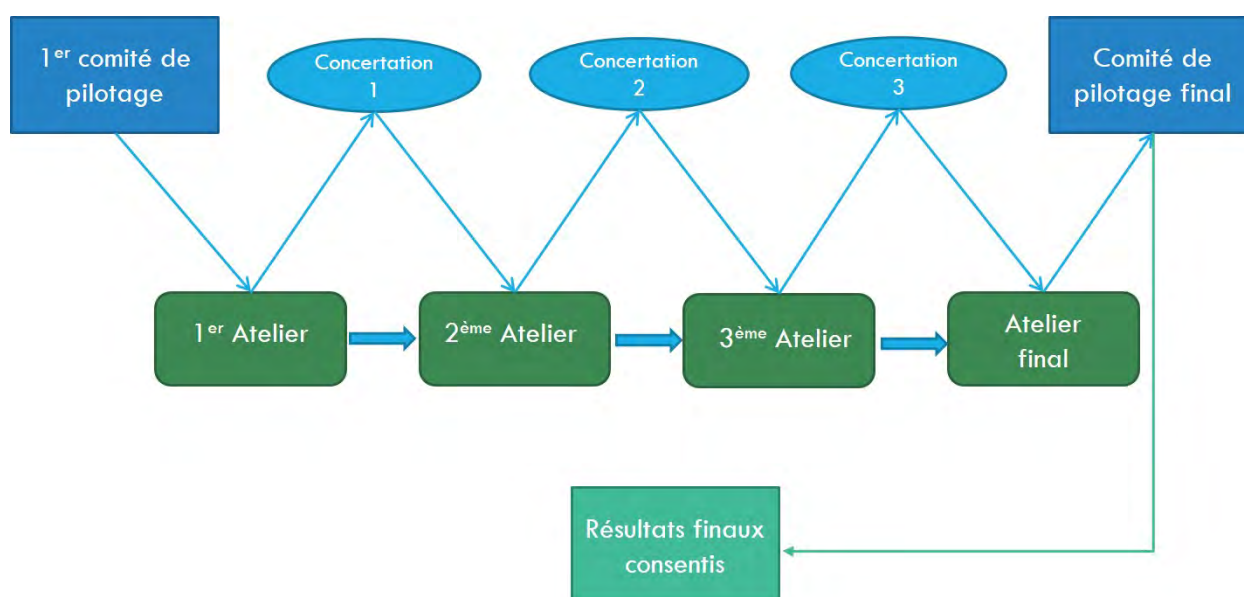 1er comité de
pilotage
Concertation
1
Concertation
2
Concertation
3
Comité de
pilotage final
1er Atelier
2ème Atelier
3ème Atelier
Atelier
final
Résultats finaux
consentis